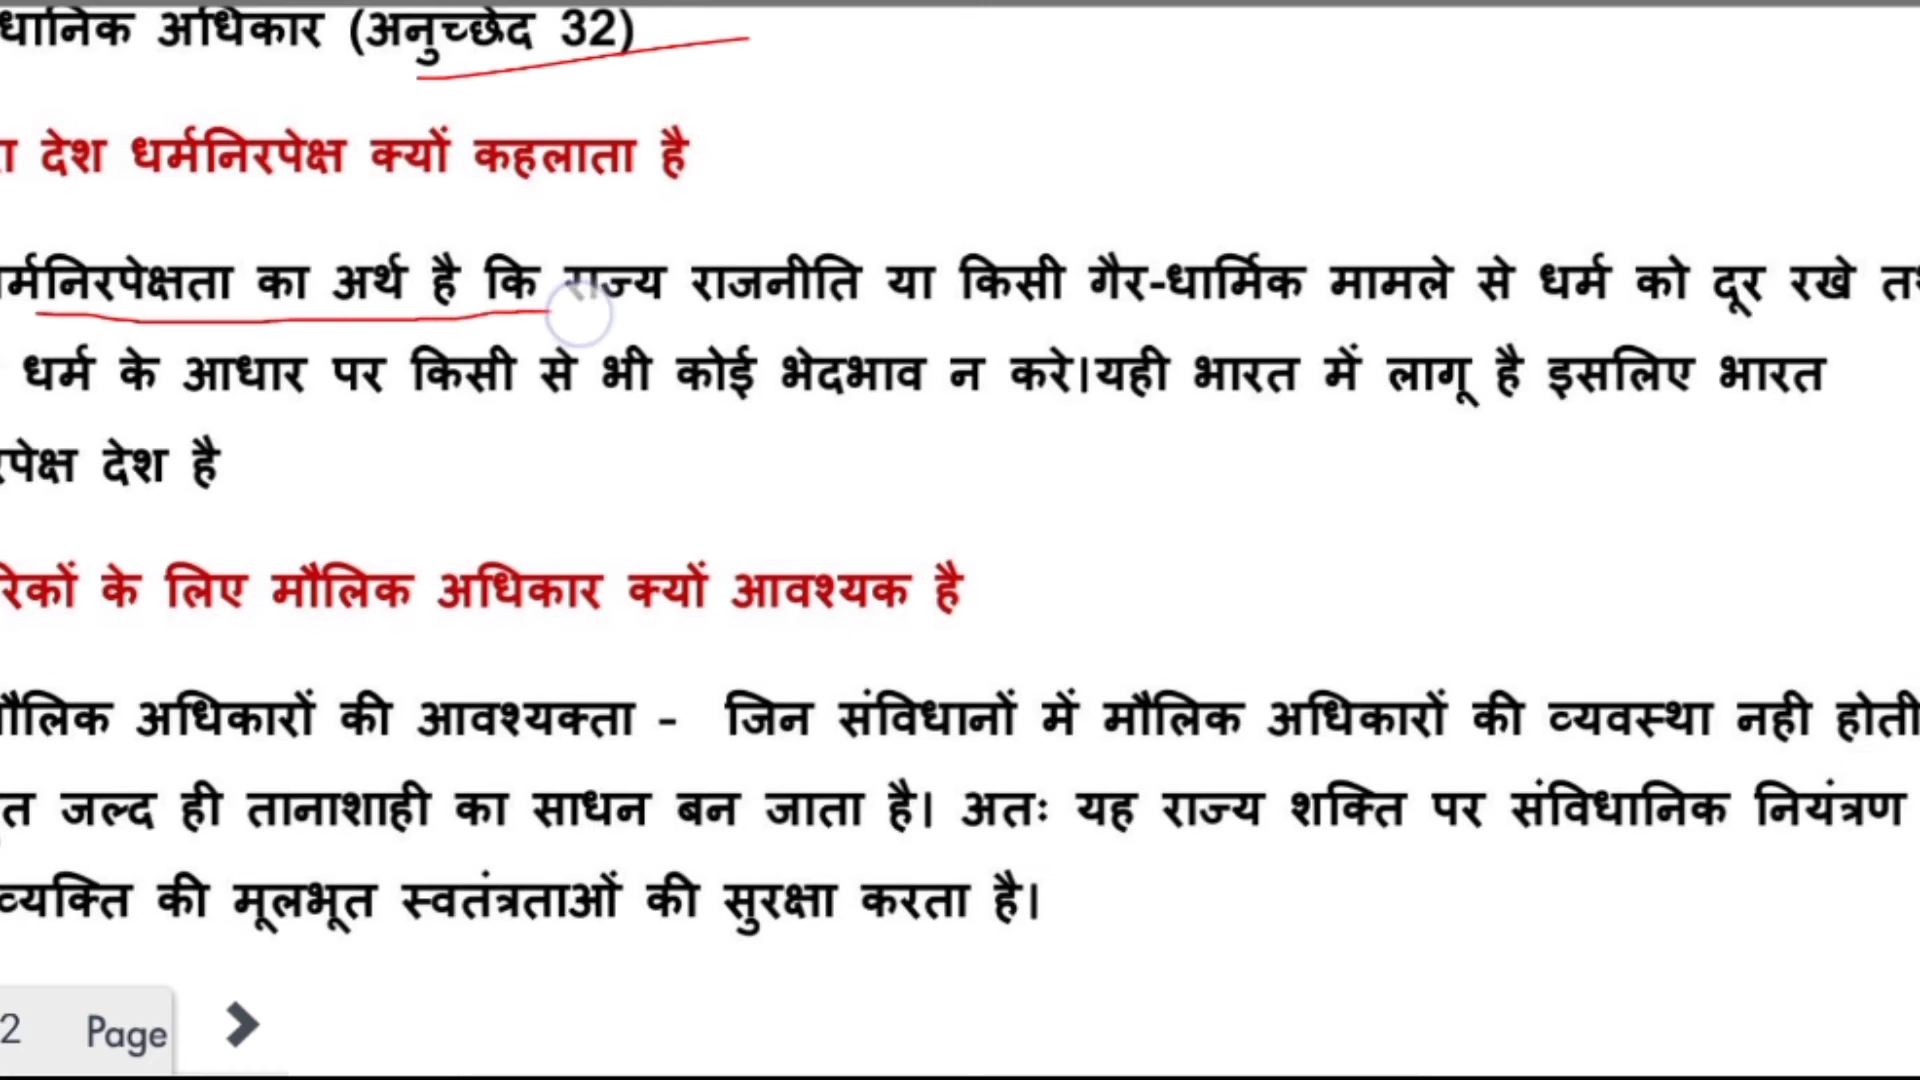 धानिक अधिकार (अनुच्छेद 32)
देश धर्मनिरपेक्ष क्यों कहलाता है
र्मनिरपेक्षता का अर्थ है कि राज्य राजनीति या किसी गैर-धार्मिक मामले से धर्म को दूर रखे
धर्म के आधार पर किसी से भी कोई भेदभाव न करे।यही भारत में लागू है इसलिए भारत
रपेक्ष देश है
रिकों के लिए मौलिक अधिकार क्यों आवश्यक है
मौलिक अधिकारों की आवश्यक्ता - जिन संविधानों में मौलिक अधिकारों की व्यवस्था नही होती
जल्द ही तानाशाही का साधन बन जाता है। अतः यह राज्य शक्ति पर संविधानिक नियंत्रण
व्यक्ति की मूलभूत स्वतंत्रताओं की सुरक्षा करता है।
2 Page